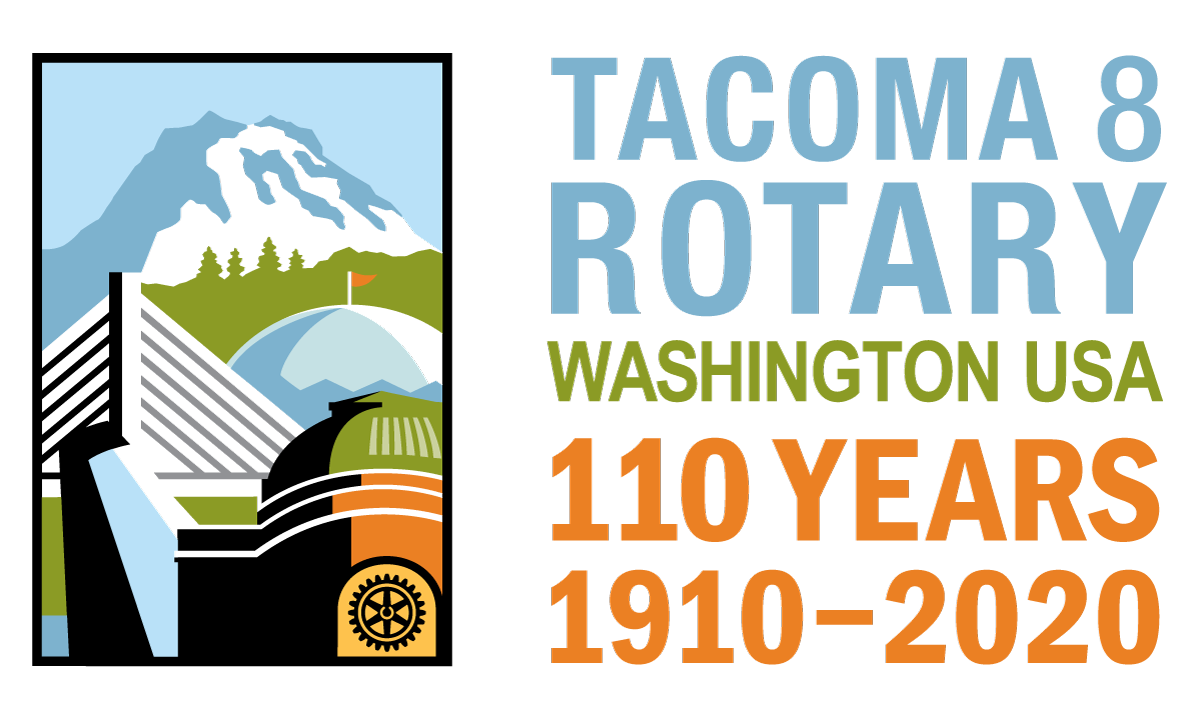 TACOMA 8
ROTARY
WASHINGTON USA
110 YEARS
1910–2020